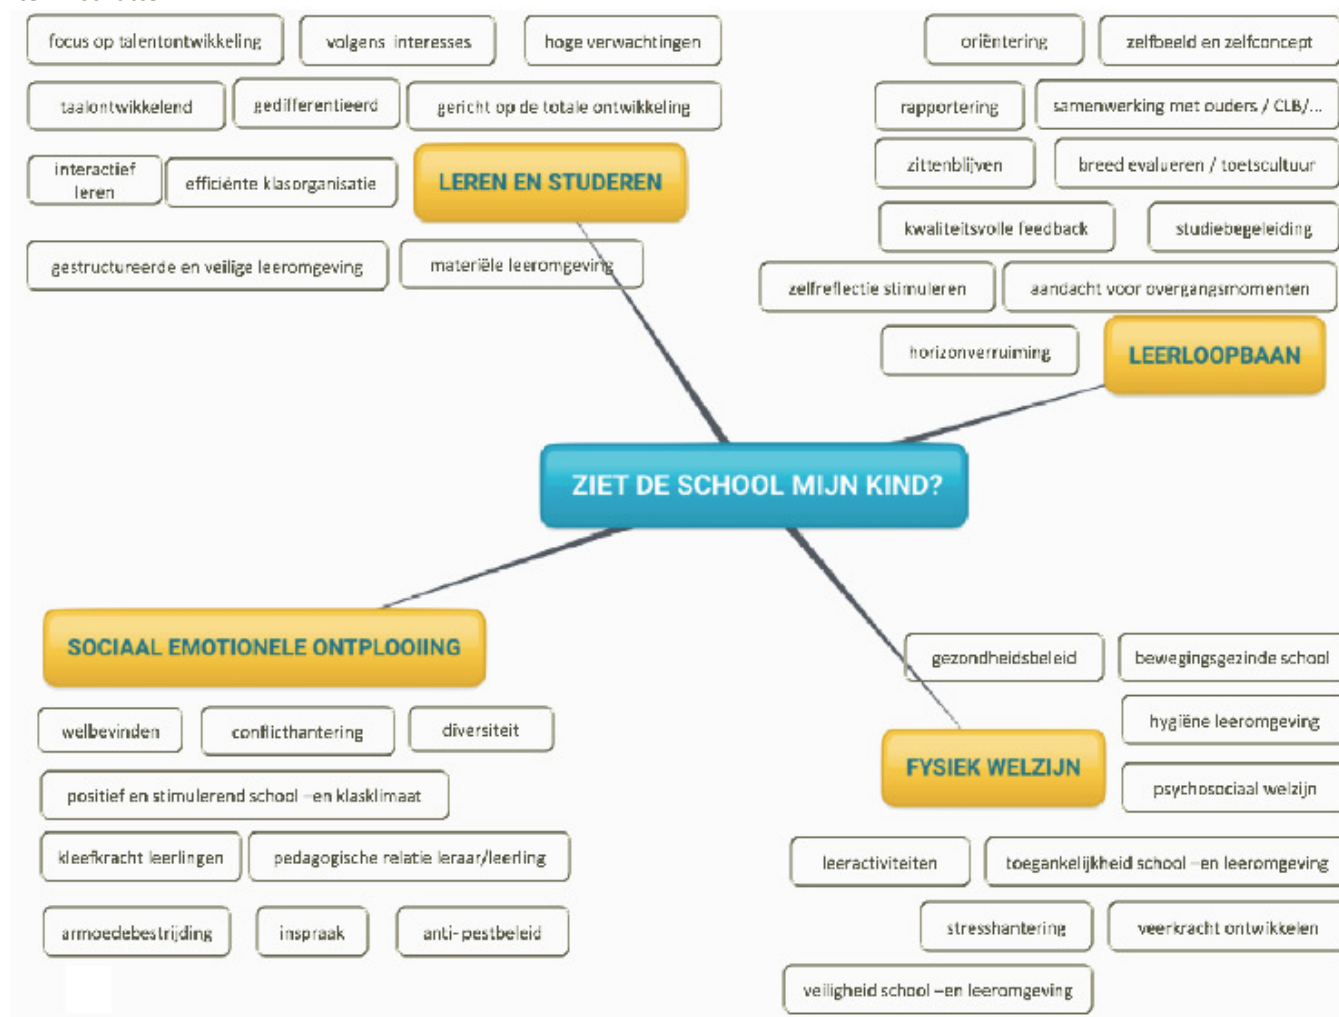 focus op talentontwikkeling
volgens interesses
hoge verwachtingen
taalontwikkelend
gedifferentieerd
gericht op de totale ontwikkeling
interactief
leren
efficiënte klasorganisatie
LEREN EN STUDEREN
gestructureerde en veilige leeromgeving
materiële leeromgeving
oriëntering
zelfbeeld en zelfconcept
rapportering
samenwerking met ouders / CLB/...
zittenblijven
breed evalueren / toetscultuur
kwaliteitsvolle feedback
studiebegeleiding
zelfreflectie stimuleren
aandacht voor overgangsmomenten
horizonverruiming
LEERLOOPBAAN
ZIET DE SCHOOL MIJN KIND?
SOCIAAL EMOTIONELE ONTPLOOIING
welbevinden
conflicthantering
diversiteit
positief en stimulerend school –en klasklimaat
kleefkracht leerlingen
pedagogische relatie leraar/leerling
armoedebestrijding
inspraak
anti-pestbeleid
gezondheidsbeleid
bewegingsgezinde school
hygiëne leeromgeving
FYSIEK WELZIJN
psychosociaal welzijn
leeractiviteiten
toegankelijkheid school –en leeromgeving
stresshantering
veerkracht ontwikkelen
veiligheid school –en leeromgeving